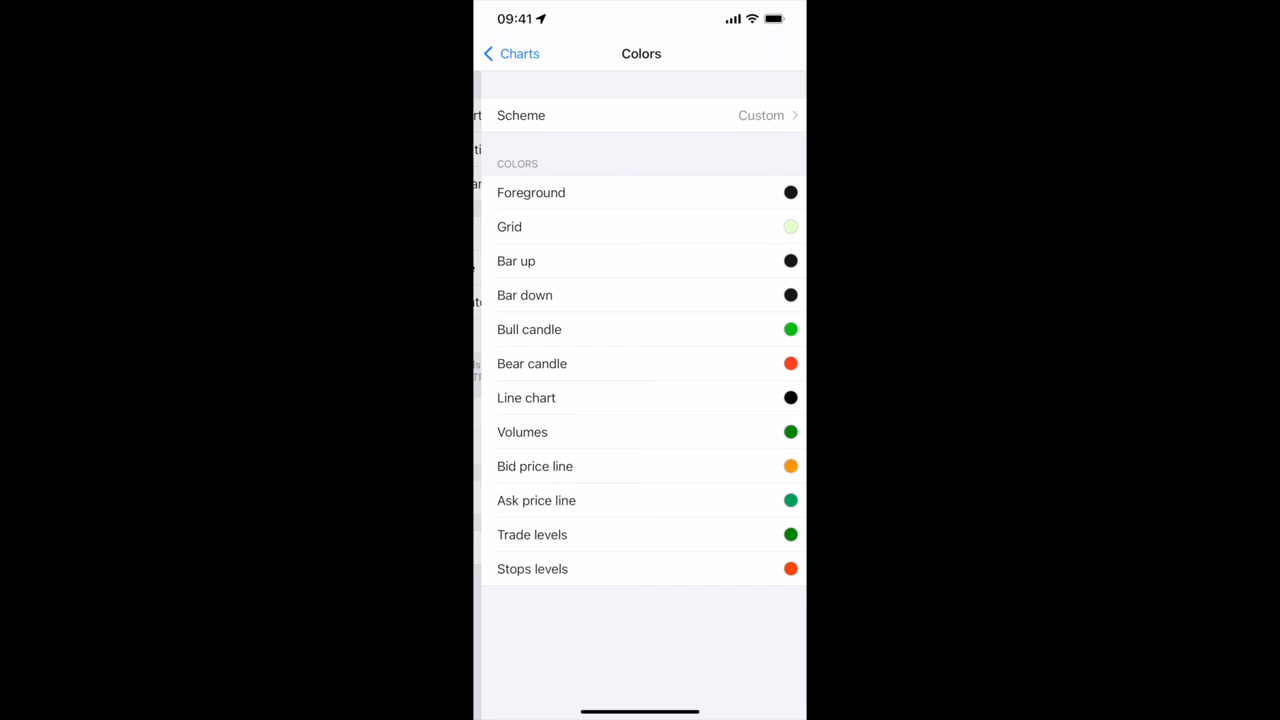 09:41
Charts
Colors
Scheme
Custom
COLORS
Foreground
Grid
Bar up
Bar down
Bull candle
Bear candle
Line chart
Volumes
Bid price line
Ask price line
Trade levels
Stops levels